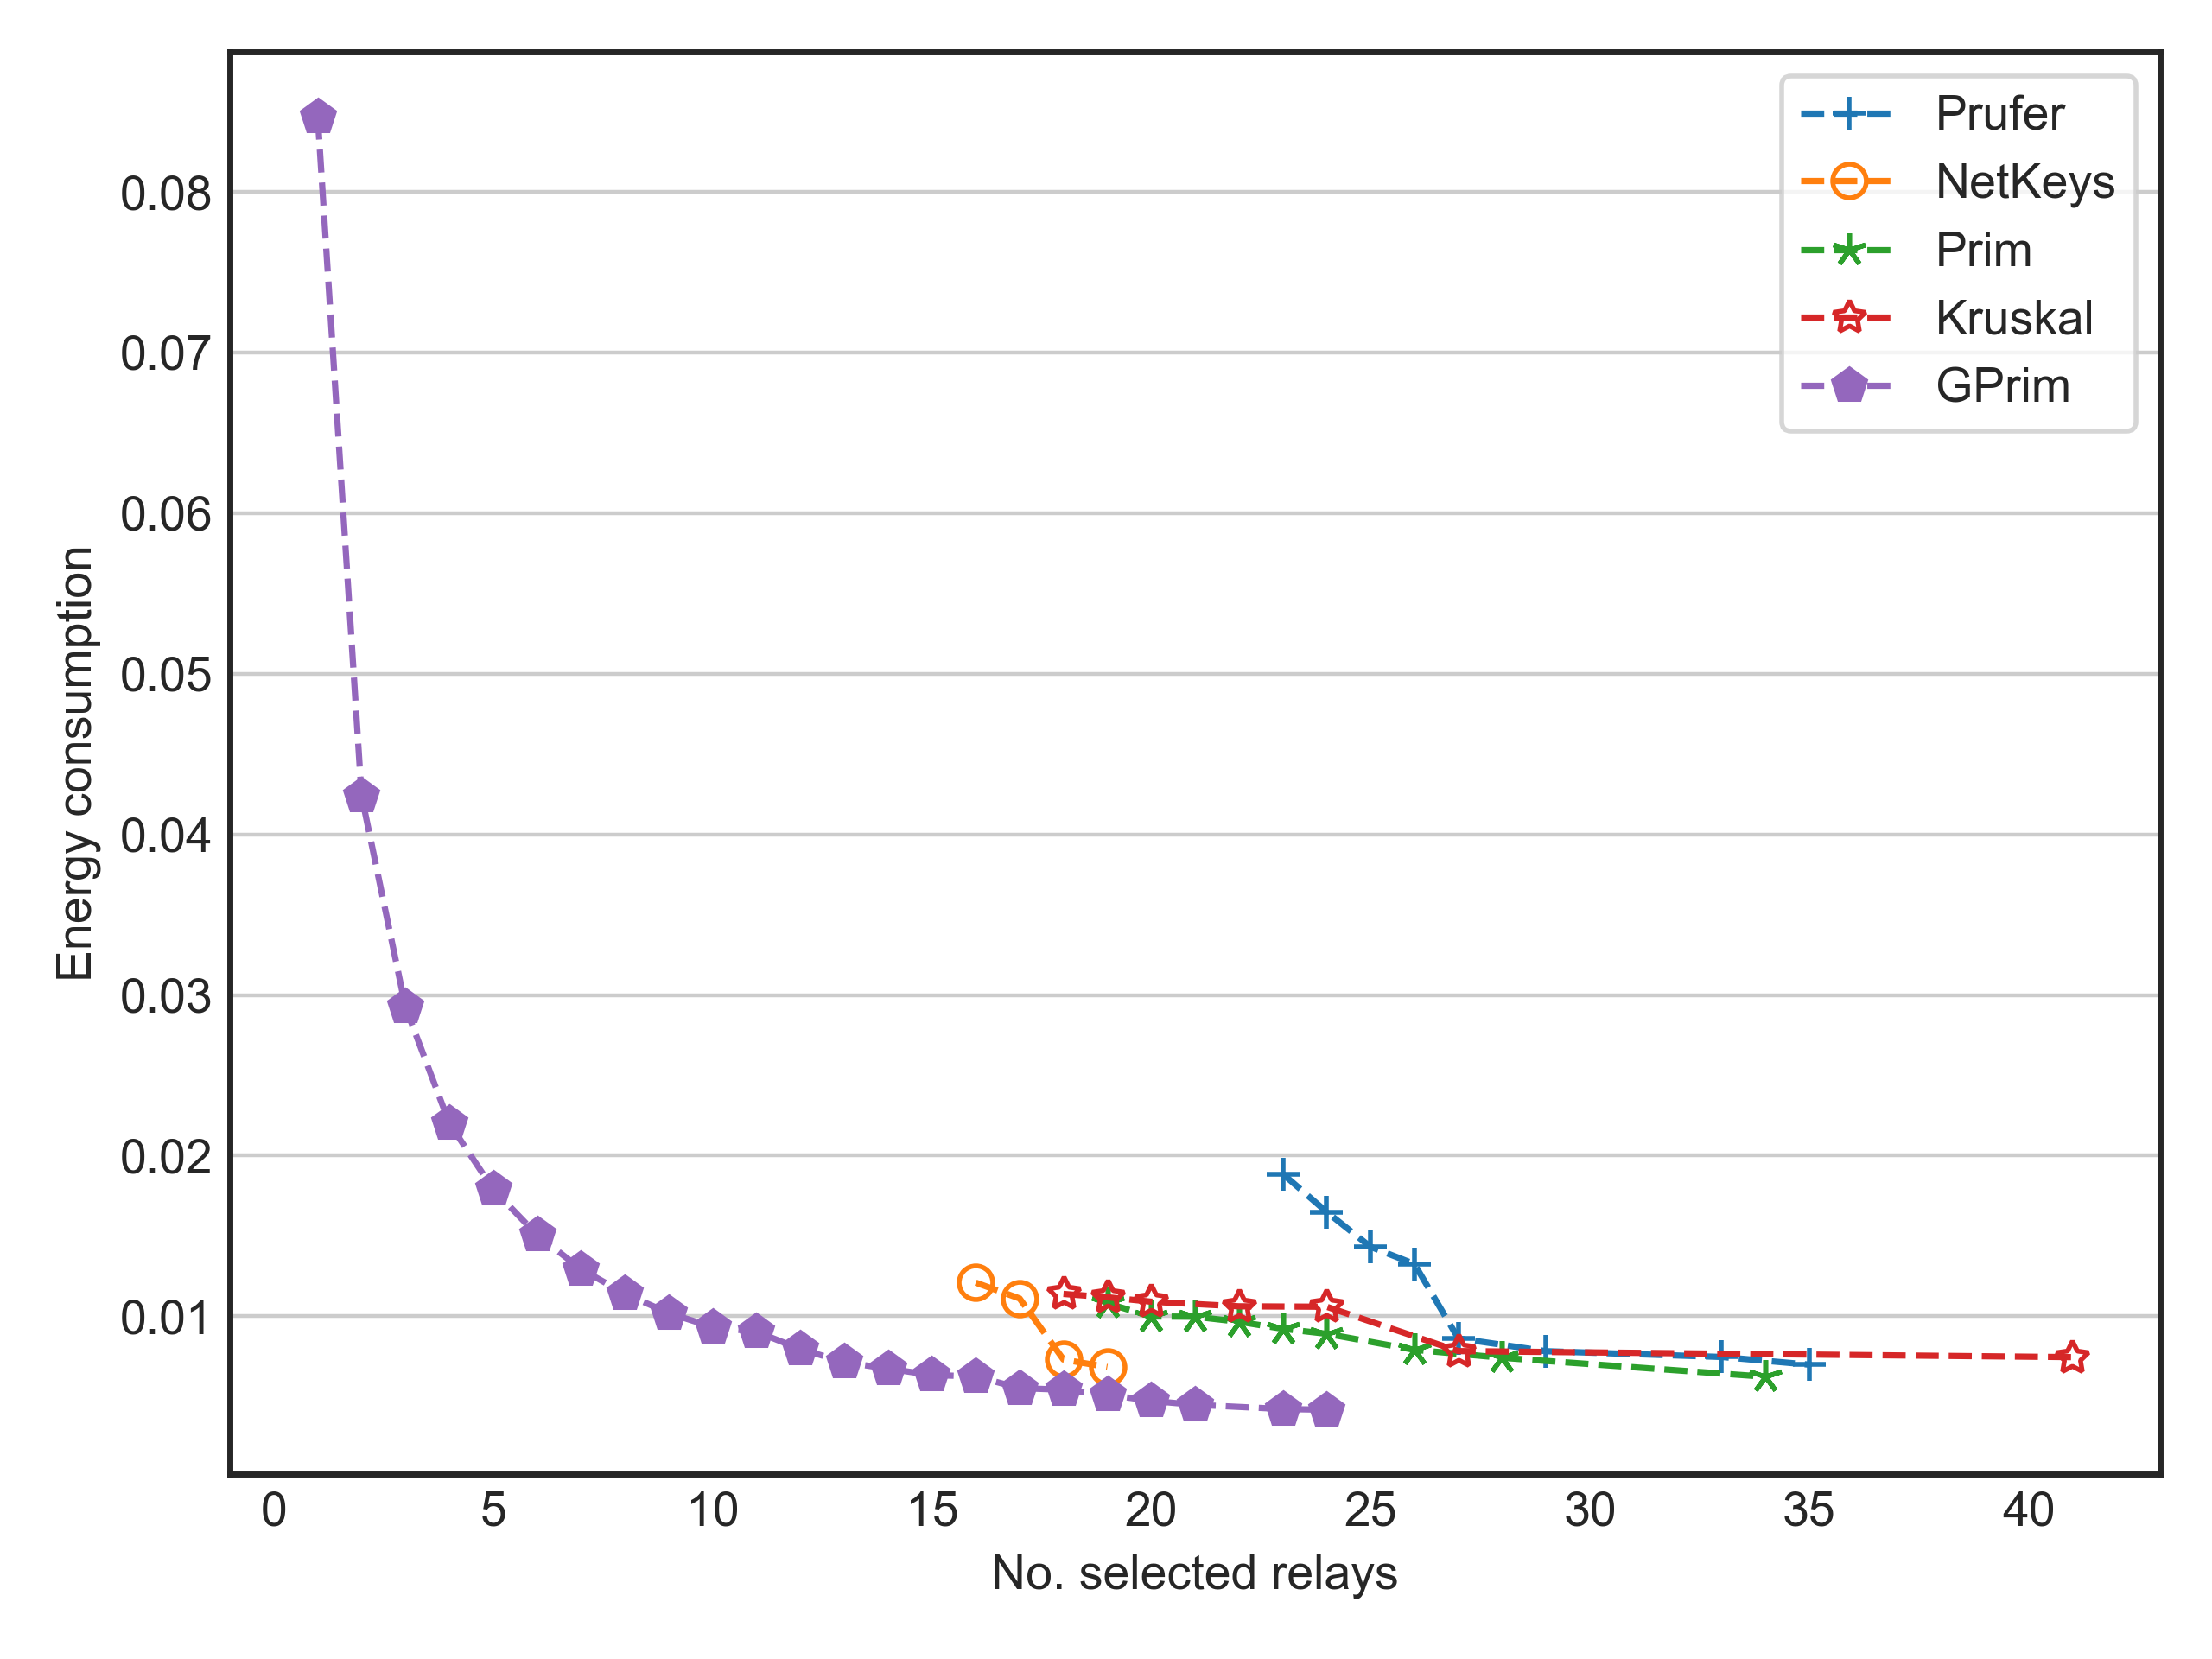 Prufer
NetKeys
Prim
Kruskal
GPrim
0.08
0.07
0.06
0.05
0.04
0.03
0.02
0.01
Energy consumption
0 5 10 15 20 25 30 35 40
No. selected relays